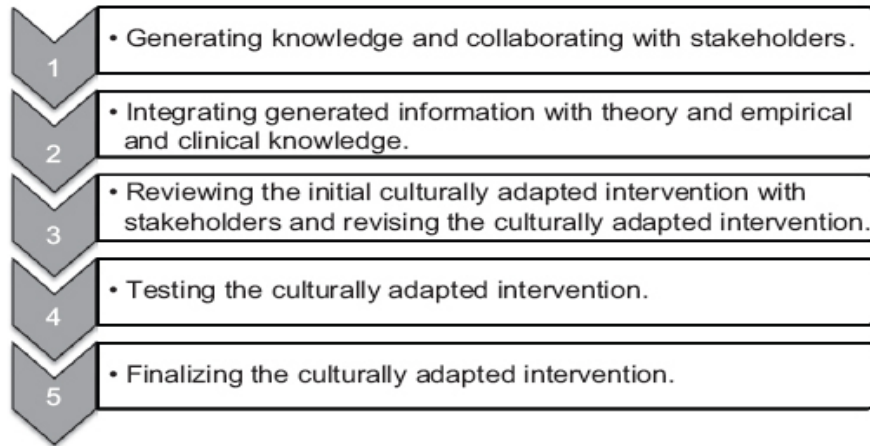 1
• Generating knowledge and collaborating with stakeholders.
2
• Integrating generated information with theory and empirical
and clinical knowledge.
3
• Reviewing the initial culturally adapted intervention with
stakeholders and revising the culturally adapted intervention.
4
• Testing the culturally adapted intervention.
5
• Finalizing the culturally adapted intervention.